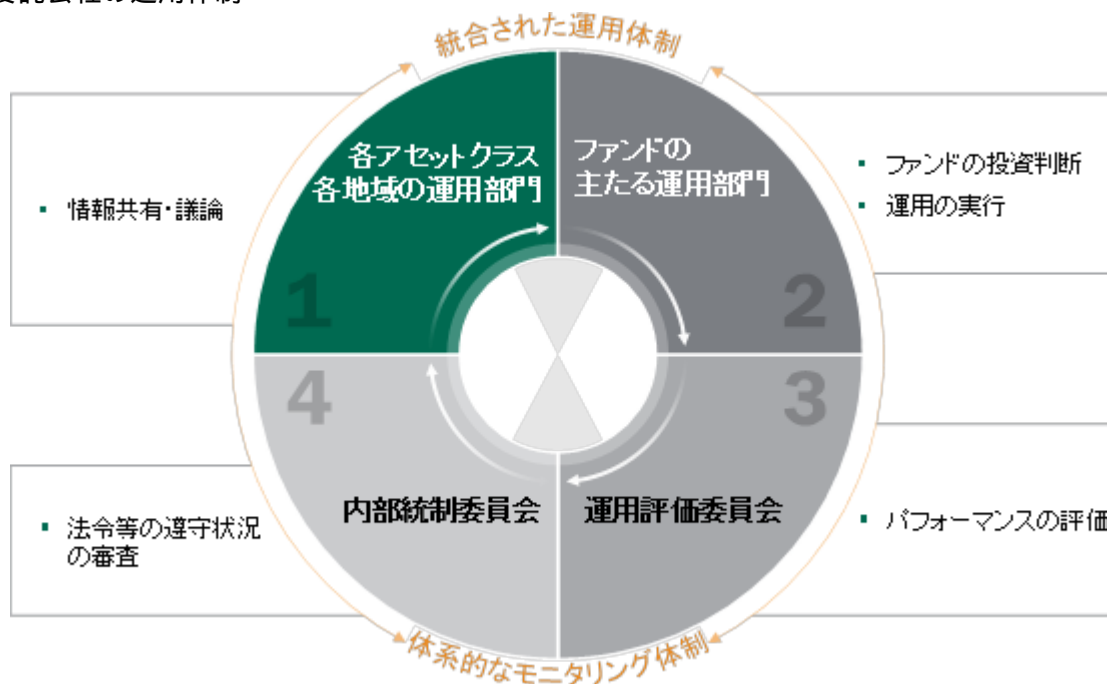 統合された運用体制
各アセットクラス
各地域の運用部門
ファンドの
主たる運用部門
▪ 情報共有・議論
▪ ファンドの投資判断
▪ 運用の実行
1
2
4
3
内部統制委員会
運用評価委員会
▪ 法令等の遵守状況
の審査
▪ パフォーマンスの評価
体系的なモニタリング体制